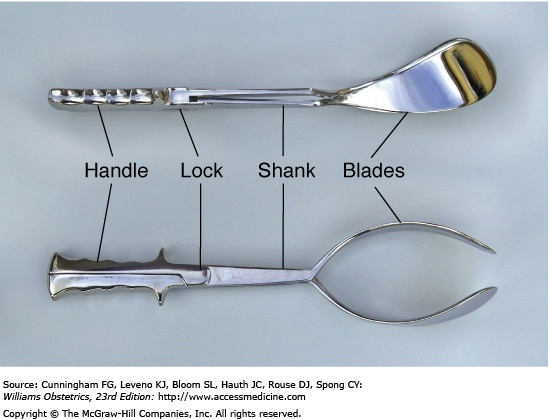 Handle Lock Shank Blades
Source: Cunningham FG, Leveno KJ, Bloom SL, Hauth JC, Rouse DJ, Spong CY:
Williams Obstetrics, 23rd Edition: http://www.accessmedicine.com
Copyright © The McGraw-Hill Companies, Inc. All rights reserved.